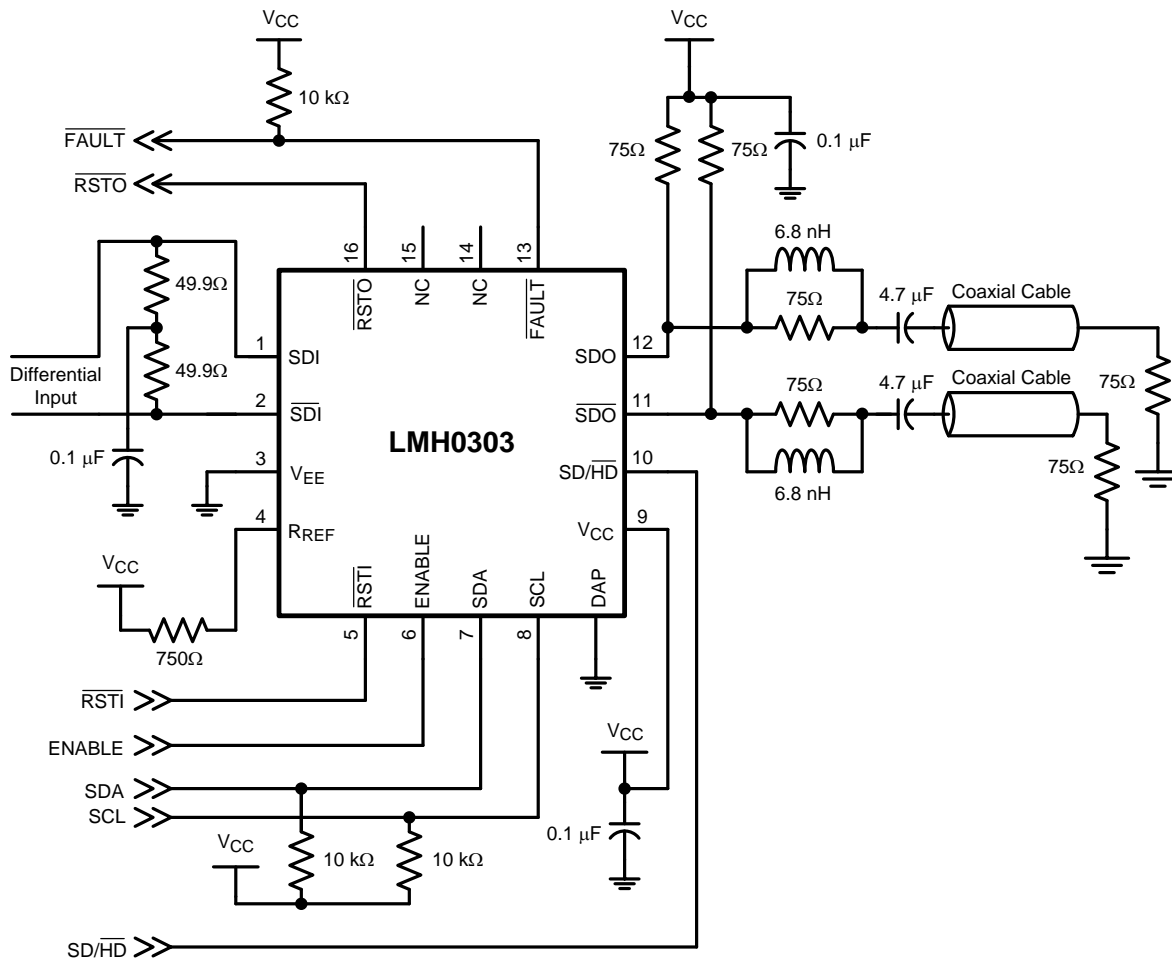 VCC
VCC
10 kΩ
FAULT
75Ω
75Ω
0.1 μF
RSTO
6.8 nH
16
15
14
13
49.9Ω
RSTO
NC
NC
FAULT
75Ω
4.7 μF
Coaxial Cable
1
SDI
SDO
12
Differential
Input
49.9Ω
75Ω
75Ω
4.7 μF
Coaxial Cable
2
SDI
SDO
11
LMH0303
0.1 μF
3
VEE
SD/HD
10
75Ω
6.8 nH
4
RREF
VCC
9
VCC
RSTI
ENABLE
SDA
SCL
DAP
5
6
7
8
750Ω
RSTI
VCC
ENABLE
SDA
SCL
0.1 μF
VCC
10 kΩ
10 kΩ
SD/HD